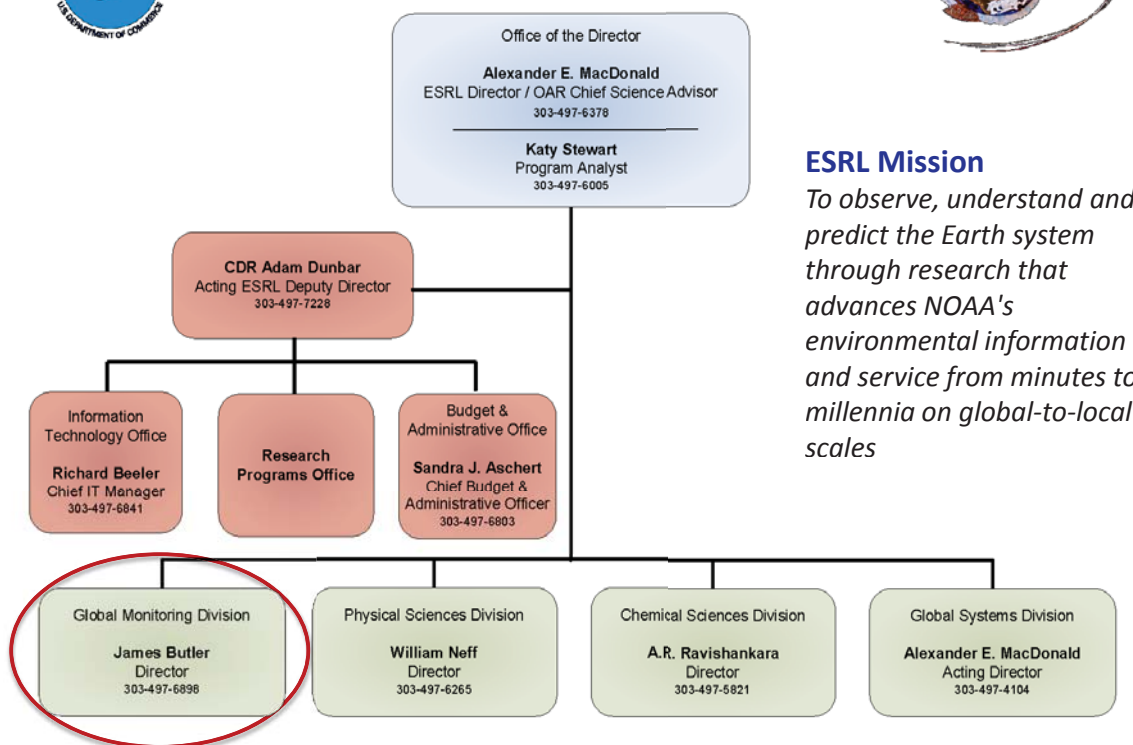 U.S. DEPARTMENT OF COMMERCE
Office of the Director
Alexander E. MacDonald
ESRL Director / OAR Chief Science Advisor
303-497-6378
Katy Stewart
Program Analyst
303-497-6005
ESRL Mission
To observe, understand and
predict the Earth system
through research that
advances NOAA's
environmental information
and service from minutes to
millennia on global-to-local
scales
CDR Adam Dunbar
Acting ESRL Deputy Director
303-497-7228
Information
Technology Office
Richard Beeler
Chief IT Manager
303-497-6841
Research
Programs Office
Budget &
Administrative Office
Sandra J. Aschert
Chief Budget &
Administrative Officer
303-497-6803
Global Monitoring Division
James Butler
Director
303-497-6898
Physical Sciences Division
William Neff
Director
303-497-6265
Chemical Sciences Division
A.R. Ravishankara
Director
303-497-5821
Global Systems Division
Alexander E. MacDonald
Acting Director
303-497-4104